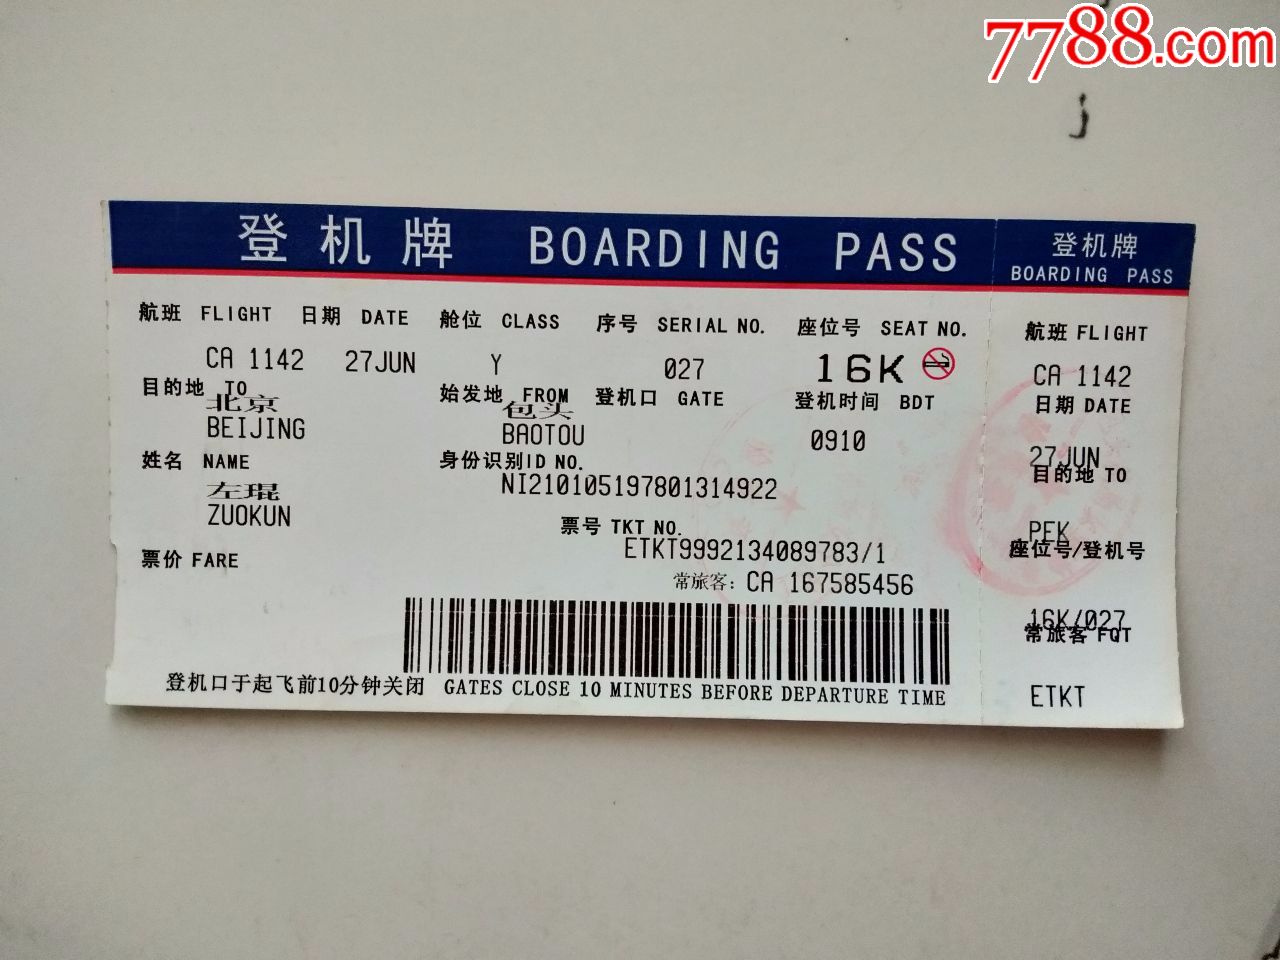 7788.com
登机牌 BOARDING PASS
登机牌
BOARDING PASS
航班 FLIGHT 日期 DATE 舱位 CLASS 序号 SERIAL NO. 座位号 SEAT NO.
CA 1142 27JUN Y 027 16K
目的地 TO 始发地 FROM 登机口 GATE 登机时间 BDT
北京 包头
BEIJING BAOTOU 0910
姓名 NAME 身份识别ID NO.
左琨 NI210105197801314922
ZUOKUN
票号 TKT NO.
ETKT9992134089783/1
票价 FARE
常旅客: CA 167585456
登机口于起飞前10分钟关闭 GATES CLOSE 10 MINUTES BEFORE DEPARTURE TIME
航班 FLIGHT
CA 1142
日期 DATE
27JUN
目的地 TO
PEK
座位号/登机号
16K/027
常旅客 FQT
ETKT